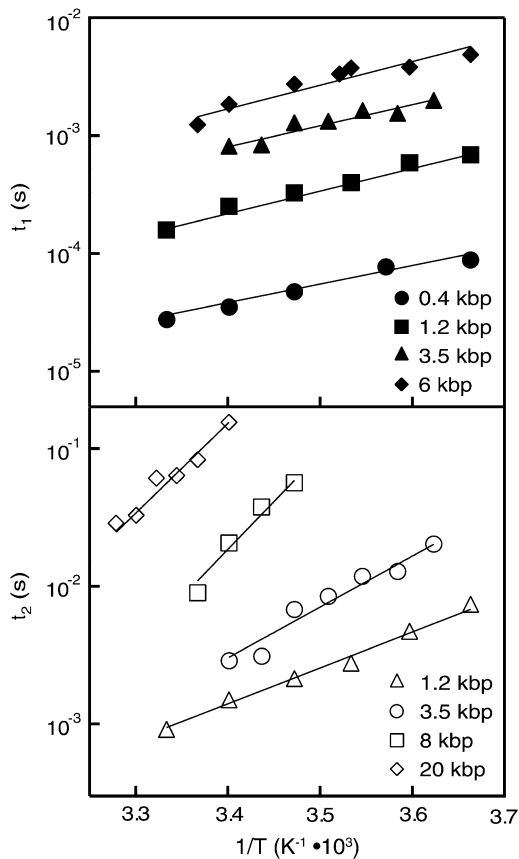 10⁻²
10⁻³
10⁻⁴
10⁻⁵
t₁ (s)
0.4 kbp
1.2 kbp
3.5 kbp
6 kbp
10⁻¹
10⁻²
10⁻³
t₂ (s)
1.2 kbp
3.5 kbp
8 kbp
20 kbp
3.3 3.4 3.5 3.6 3.7
1/T (K⁻¹ •10³)